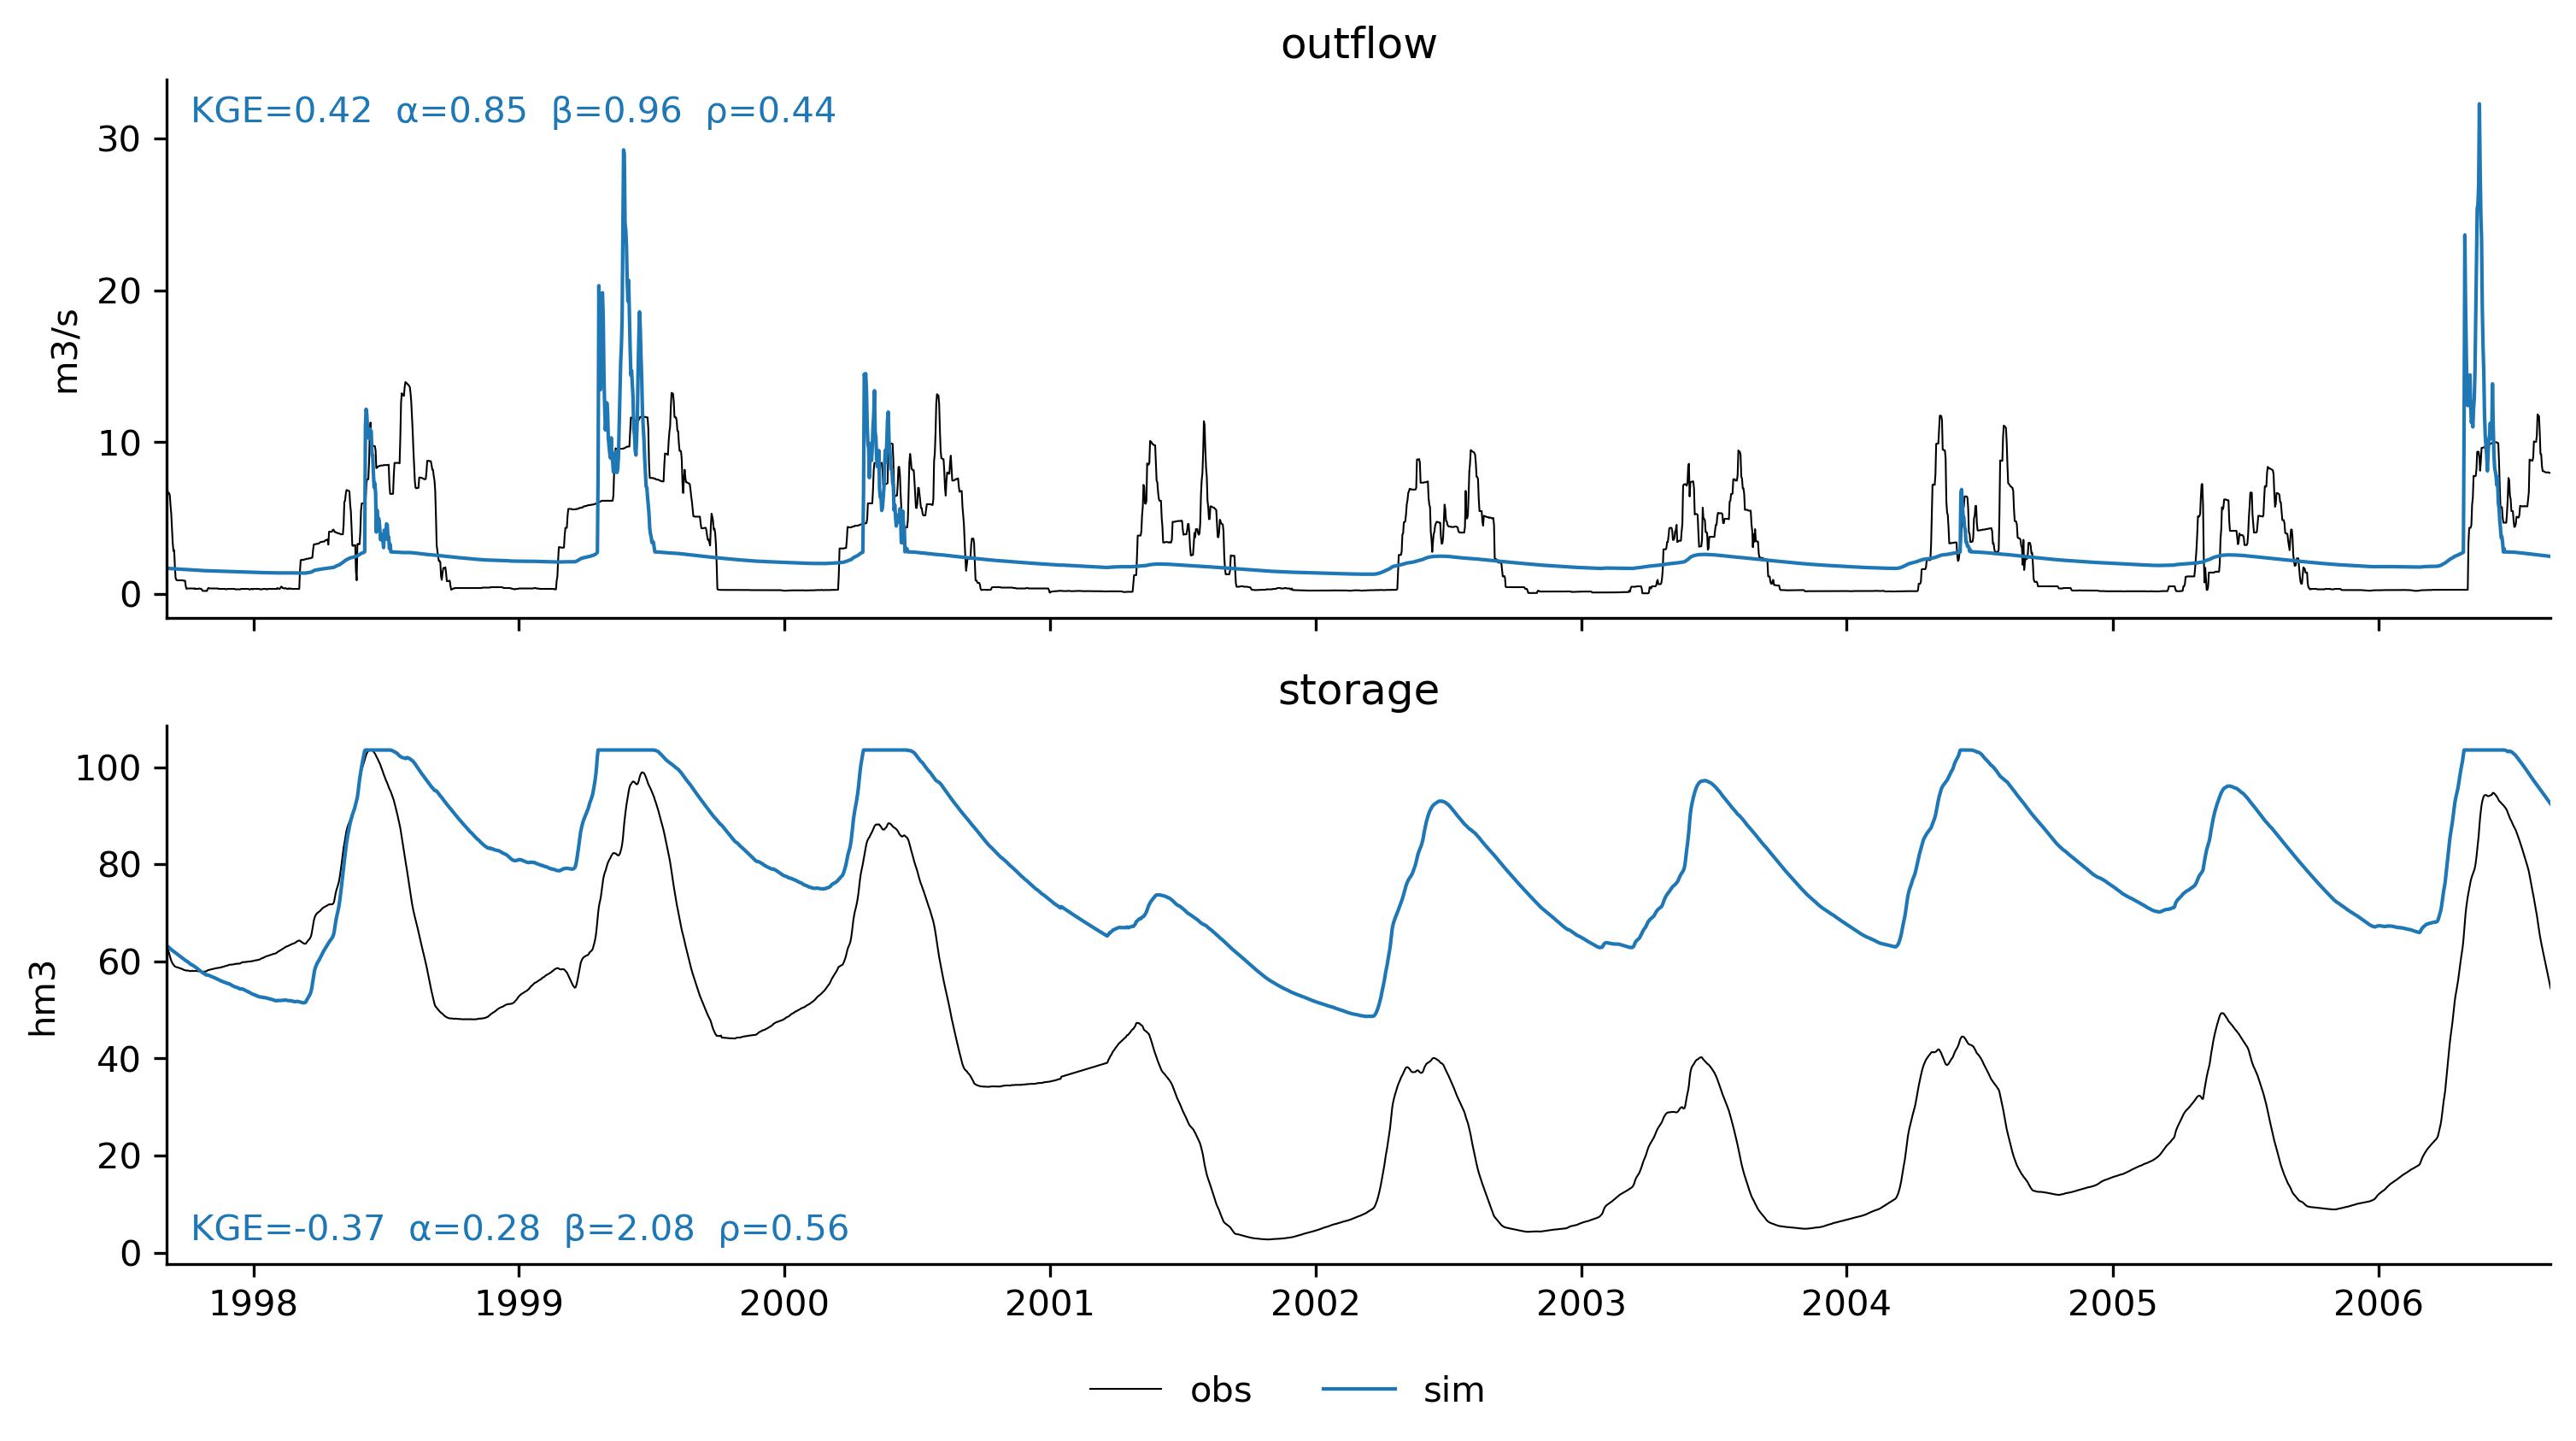 outflow
KGE=0.42  α=0.85  β=0.96  ρ=0.44
30
20
10
0
m3/s
storage
100
80
60
40
20
0
hm3
KGE=-0.37  α=0.28  β=2.08  ρ=0.56
1998 1999 2000 2001 2002 2003 2004 2005 2006
obs sim